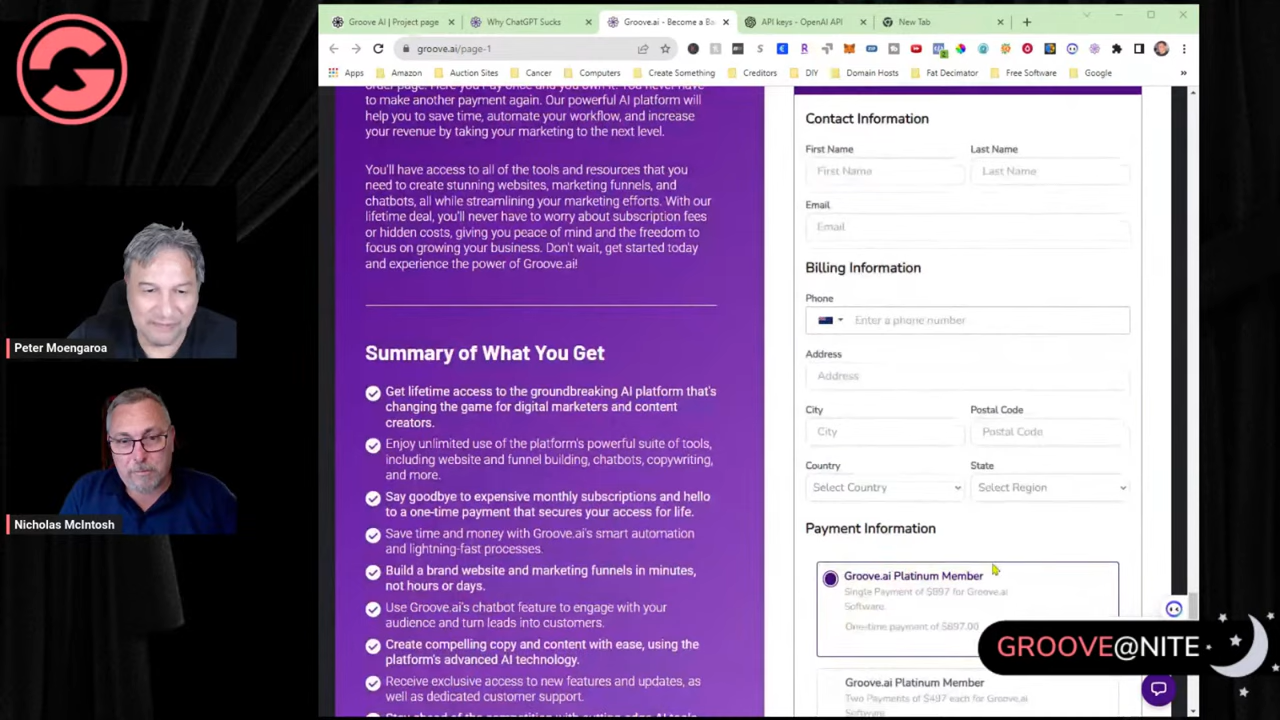 Groove AI | Project page
Why ChatGPT Sucks
Groove.ai - Become a Ba
API keys - OpenAI API
New Tab
groove.ai/page-1
Apps
Amazon
Auction Sites
Cancer
Computers
Create Something
Creditors
DIY
Domain Hosts
Fat Decimator
Free Software
Google
to make another payment again. Our powerful AI platform will
help you to save time, automate your workflow, and increase
your revenue by taking your marketing to the next level.
You'll have access to all of the tools and resources that you
need to create stunning websites, marketing funnels, and
chatbots, all while streamlining your marketing efforts. With our
lifetime deal, you'll never have to worry about subscription fees
or hidden costs, giving you peace of mind and the freedom to
focus on growing your business. Don't wait, get started today
and experience the power of Groove.ai!
Summary of What You Get
Get lifetime access to the groundbreaking AI platform that's
changing the game for digital marketers and content
creators.
Enjoy unlimited use of the platform's powerful suite of tools,
including website and funnel building, chatbots, copywriting,
and more.
Say goodbye to expensive monthly subscriptions and hello
to a one-time payment that secures your access for life.
Save time and money with Groove.ai's smart automation
and lightning-fast processes.
Build a brand website and marketing funnels in minutes,
not hours or days.
Use Groove.ai's chatbot feature to engage with your
audience and turn leads into customers.
Create compelling copy and content with ease, using the
platform's advanced AI technology.
Receive exclusive access to new features and updates, as
well as dedicated customer support.
Contact Information
First Name
Last Name
First Name
Last Name
Email
Email
Billing Information
Phone
Enter a phone number
Address
Address
City
Postal Code
City
Postal Code
Country
State
Select Country
Select Region
Payment Information
Groove.ai Platinum Member
Single Payment of $897 for Groove.ai
Software.
One-time payment of $897.00
Groove.ai Platinum Member
Two Payments of $497 each for Groove.ai
Software
Peter Moengaroa
Nicholas McIntosh
GROOVE@NITE